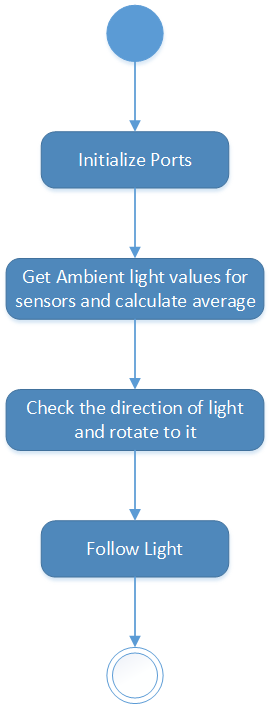 Initialize Ports
Get Ambient light values for
sensors and calculate average
Check the direction of light
and rotate to it
Follow Light